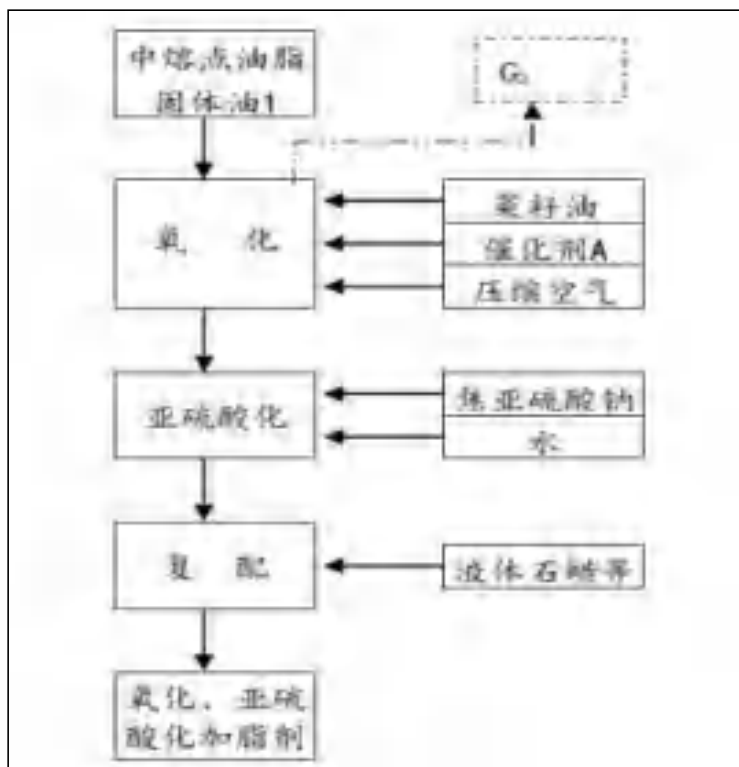 中熔点油脂
固体油1
G₅
氧 化
菜籽油
催化剂A
压缩空气
亚硫酸化
焦亚硫酸钠
水
复 配
液体石蜡等
氧化、亚硫
酸化加脂剂